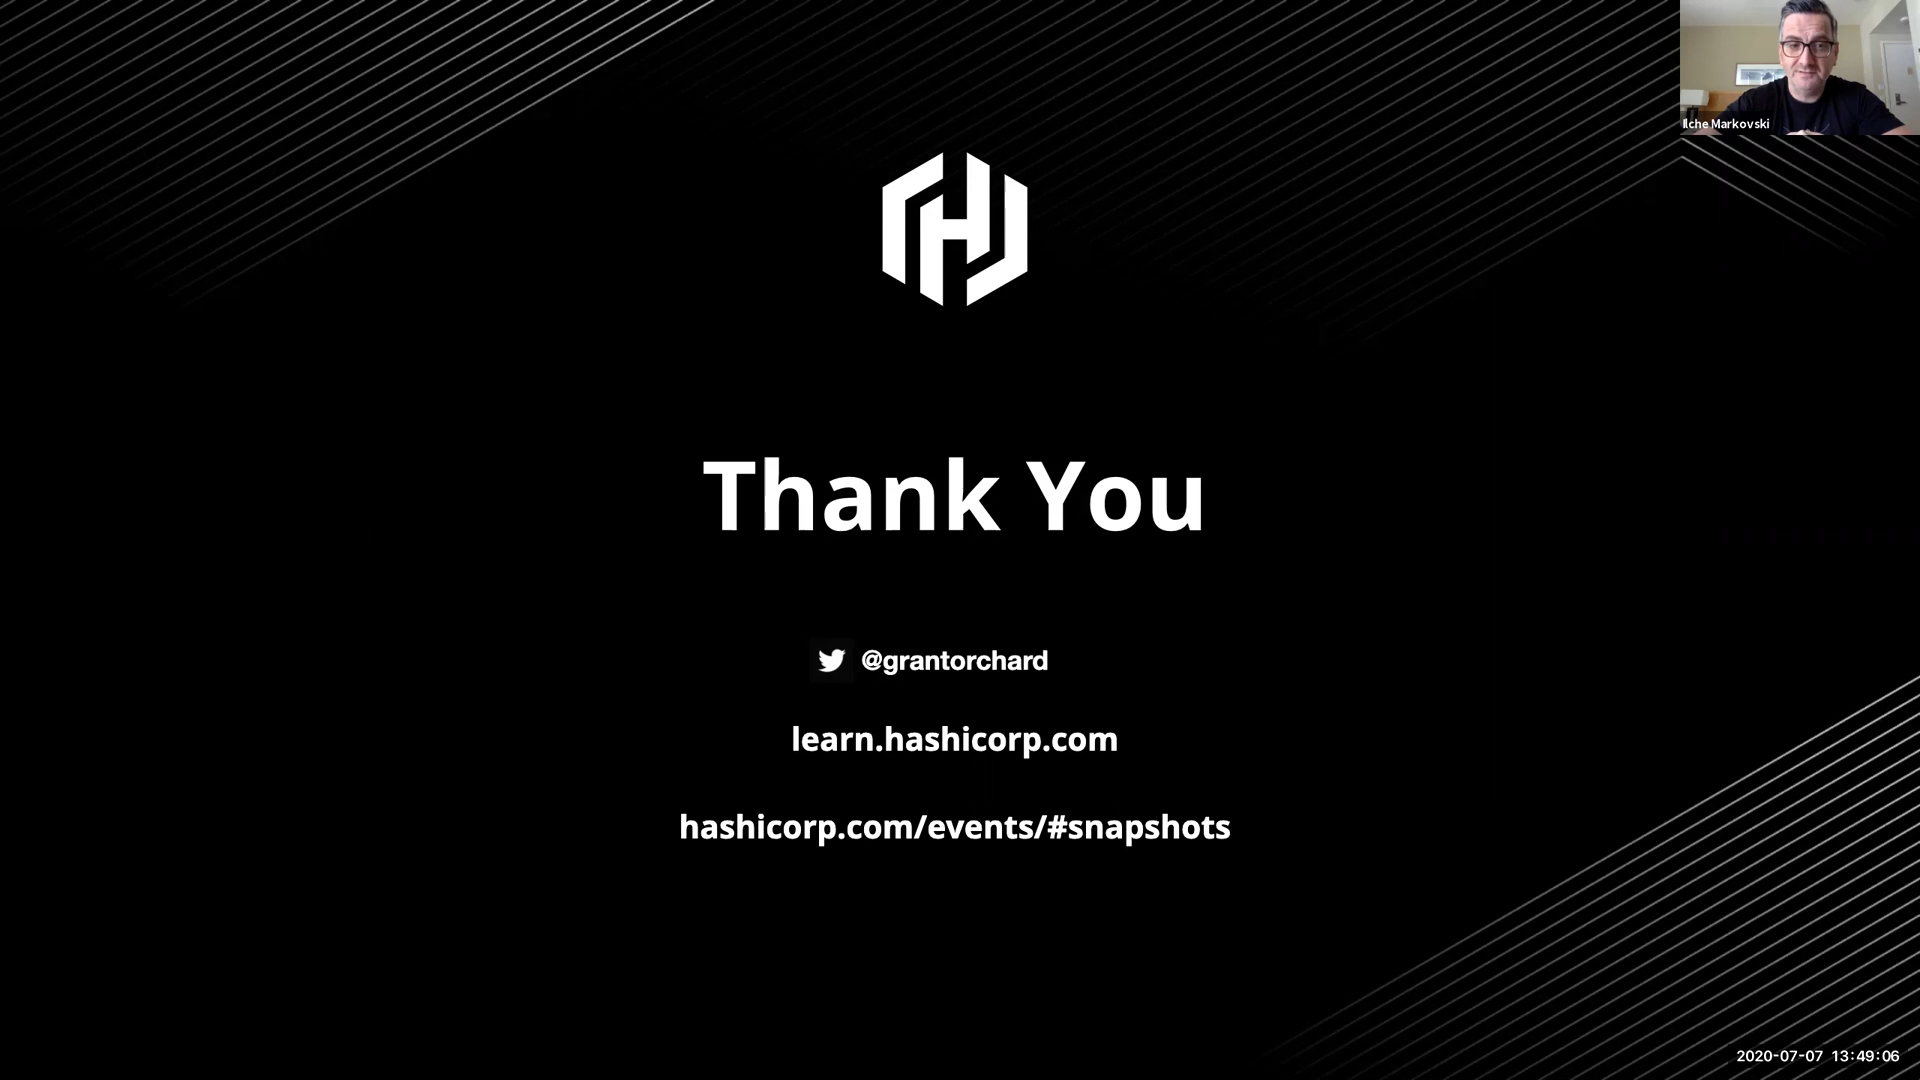 Ilche Markovski
Thank You
@grantorchard
learn.hashicorp.com
hashicorp.com/events/#snapshots
2020-07-07 13:49:06